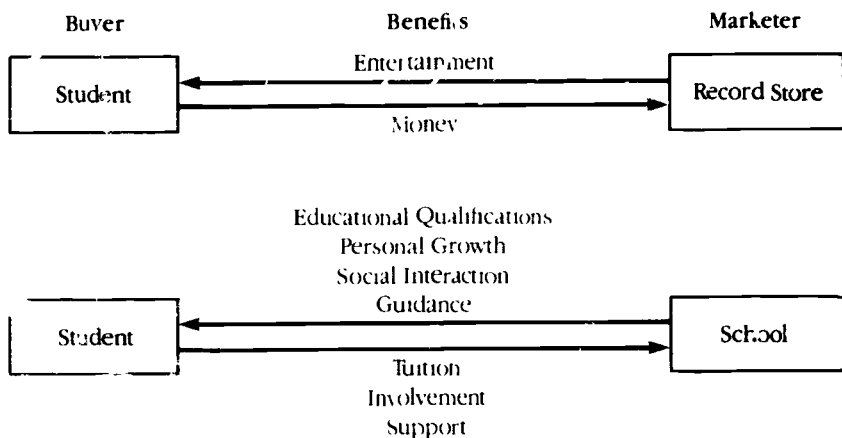 Buyer Benefits Marketer
Entertainment
Student Record Store
Money
Educational Qualifications
Personal Growth
Social Interaction
Guidance
Student School
Tuition
Involvement
Support